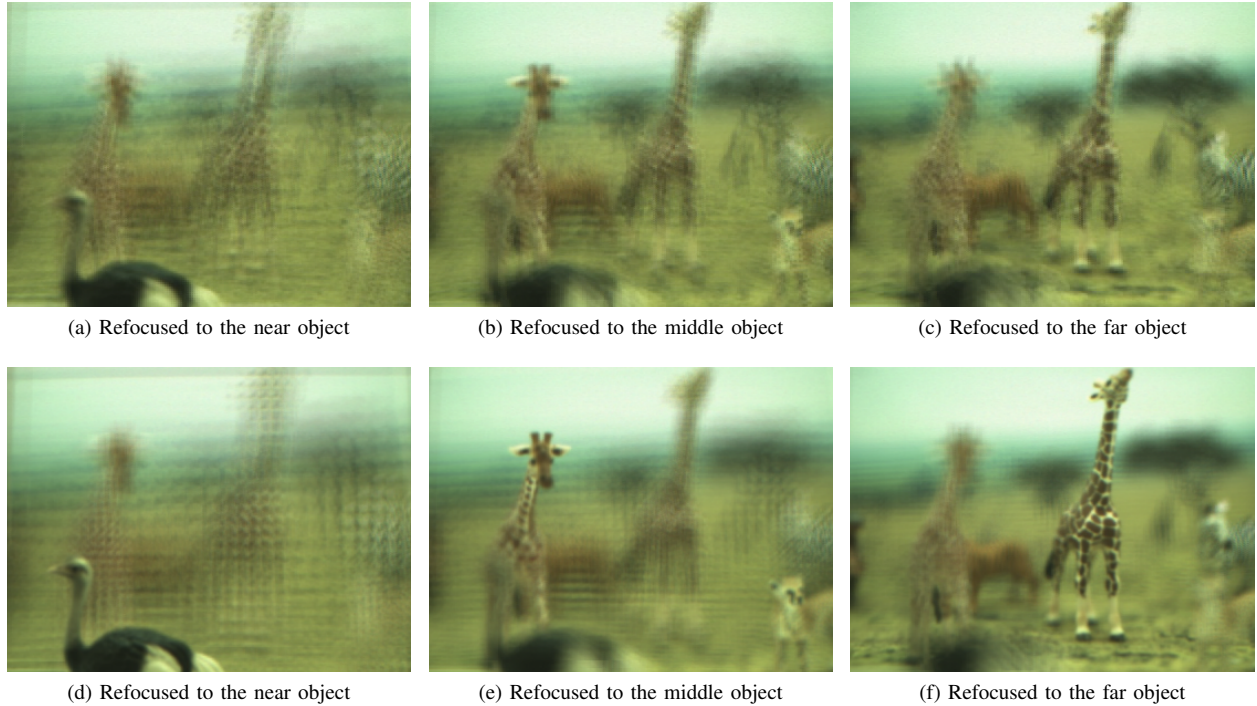 (a) Refocused to the near object
(b) Refocused to the middle object
(c) Refocused to the far object
(d) Refocused to the near object
(e) Refocused to the middle object
(f) Refocused to the far object